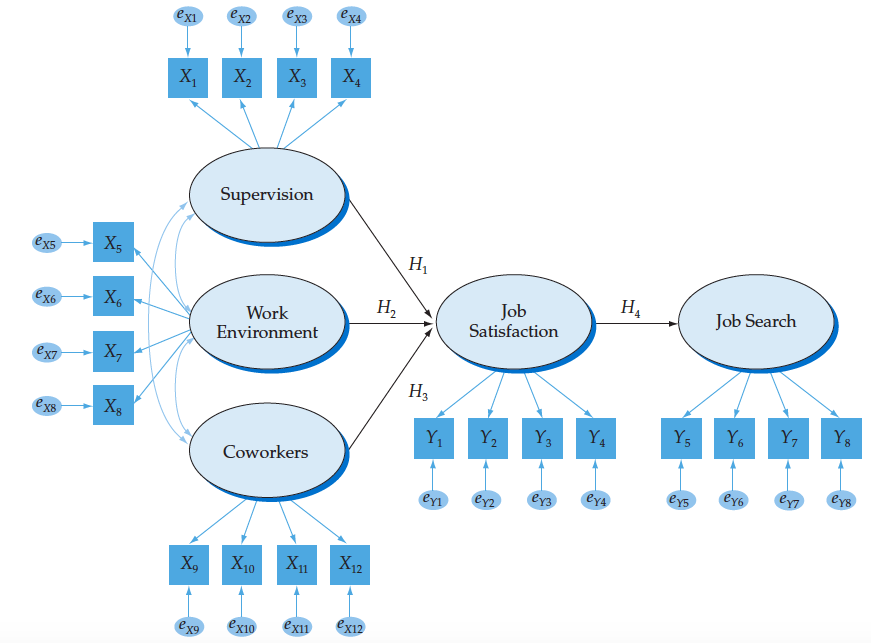 eX1 eX2 eX3 eX4
X1 X2 X3 X4
Supervision
eX5 X5
eX6 X6
eX7 X7
eX8 X8
H1
Work
Environment
H2
Job
Satisfaction
H4
Job Search
H3
Coworkers
Y1 Y2 Y3 Y4
Y5 Y6 Y7 Y8
eY1 eY2 eY3 eY4
eY5 eY6 eY7 eY8
X9 X10 X11 X12
eX9 eX10 eX11 eX12